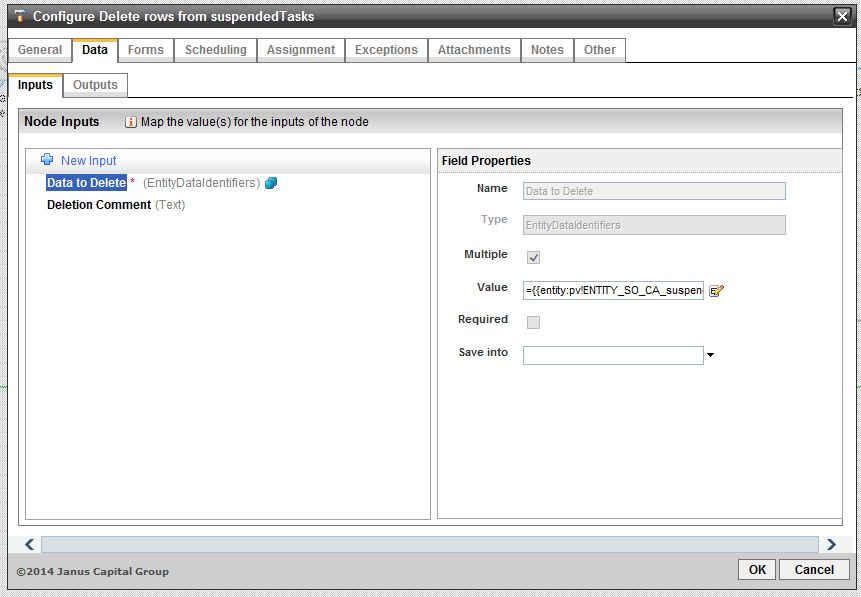 Configure Delete rows from suspendedTasks
General Data Forms Scheduling Assignment Exceptions Attachments Notes Other
Inputs Outputs
Node Inputs Map the value(s) for the inputs of the node
New Input
Data to Delete * (EntityDataIdentifiers)
Deletion Comment (Text)
Field Properties
Name Data to Delete
Type EntityDataIdentifiers
Multiple
Value ={{entity:pv!ENTITY_SO_CA_suspen
Required
Save into
©2014 Janus Capital Group
OK Cancel